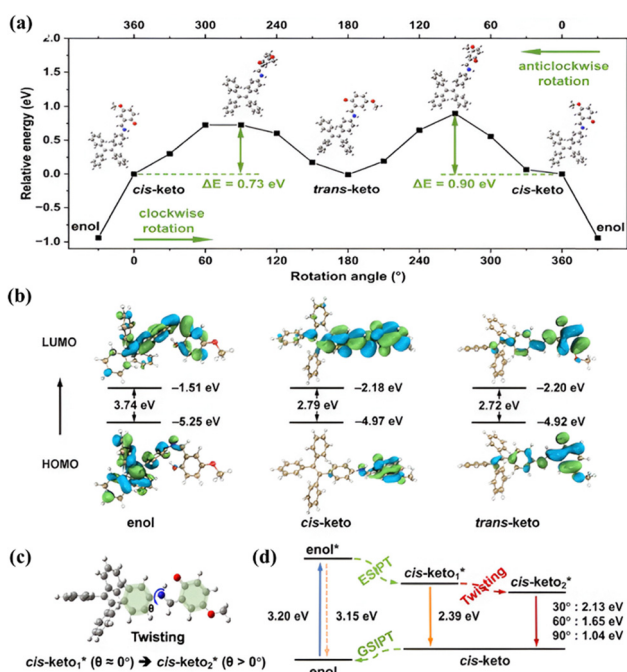 (a)
360 300 240 180 120 60 0
2.0
1.5
1.0
0.5
0.0
−0.5
−1.0
Relative energy (eV)
anticlockwise
rotation
cis-keto
ΔE = 0.73 eV
trans-keto
ΔE = 0.90 eV
cis-keto
enol
clockwise
rotation
enol
0 60 120 180 240 300 360
Rotation angle (°)
(b)
LUMO
−1.51 eV −2.18 eV −2.20 eV
3.74 eV 2.79 eV 2.72 eV
−5.25 eV −4.97 eV −4.92 eV
HOMO
enol cis-keto trans-keto
(c)
θ
Twisting
cis-keto₁* (θ ≈ 0°) ➔ cis-keto₂* (θ > 0°)
(d)
enol*
ESIPT
cis-keto₁*
Twisting
cis-keto₂*
3.20 eV 3.15 eV 2.39 eV
30° : 2.13 eV
60° : 1.65 eV
90° : 1.04 eV
GSIPT
cis-keto
enol